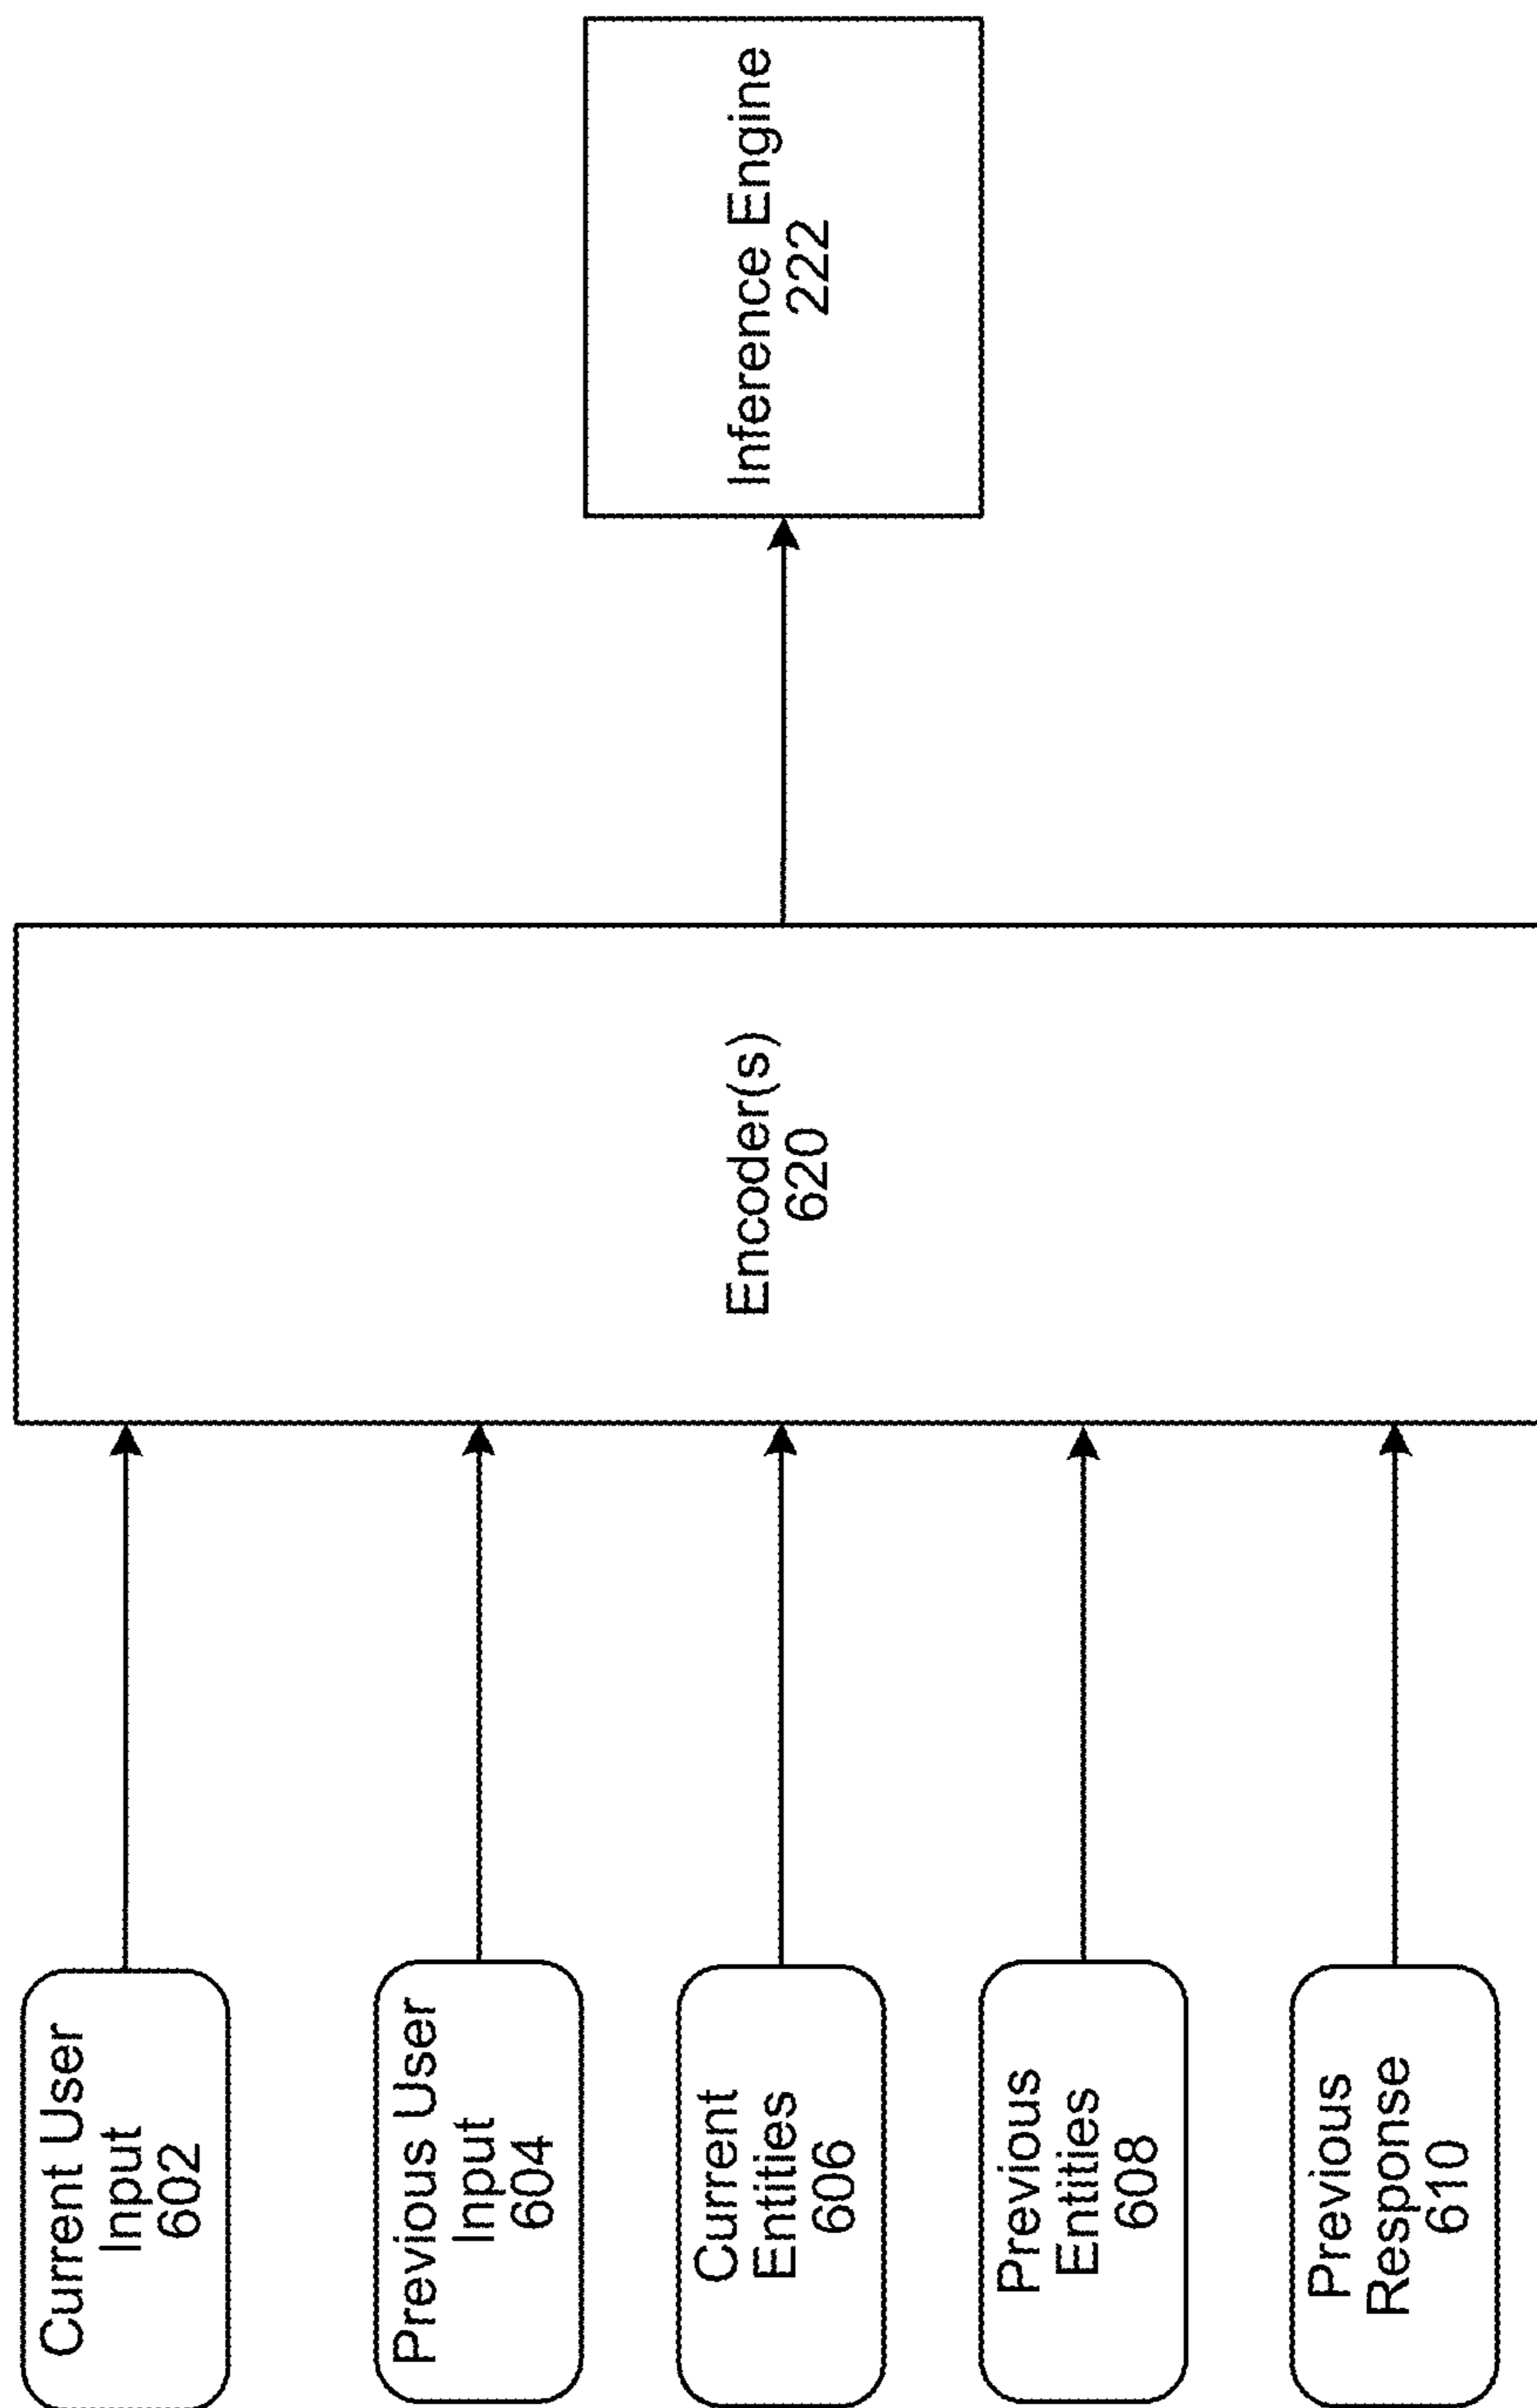 Current User
Input
602
Previous User
Input
604
Current
Entities
606
Previous
Entities
608
Previous
Response
610
Encoder(s)
620
Inference Engine
222